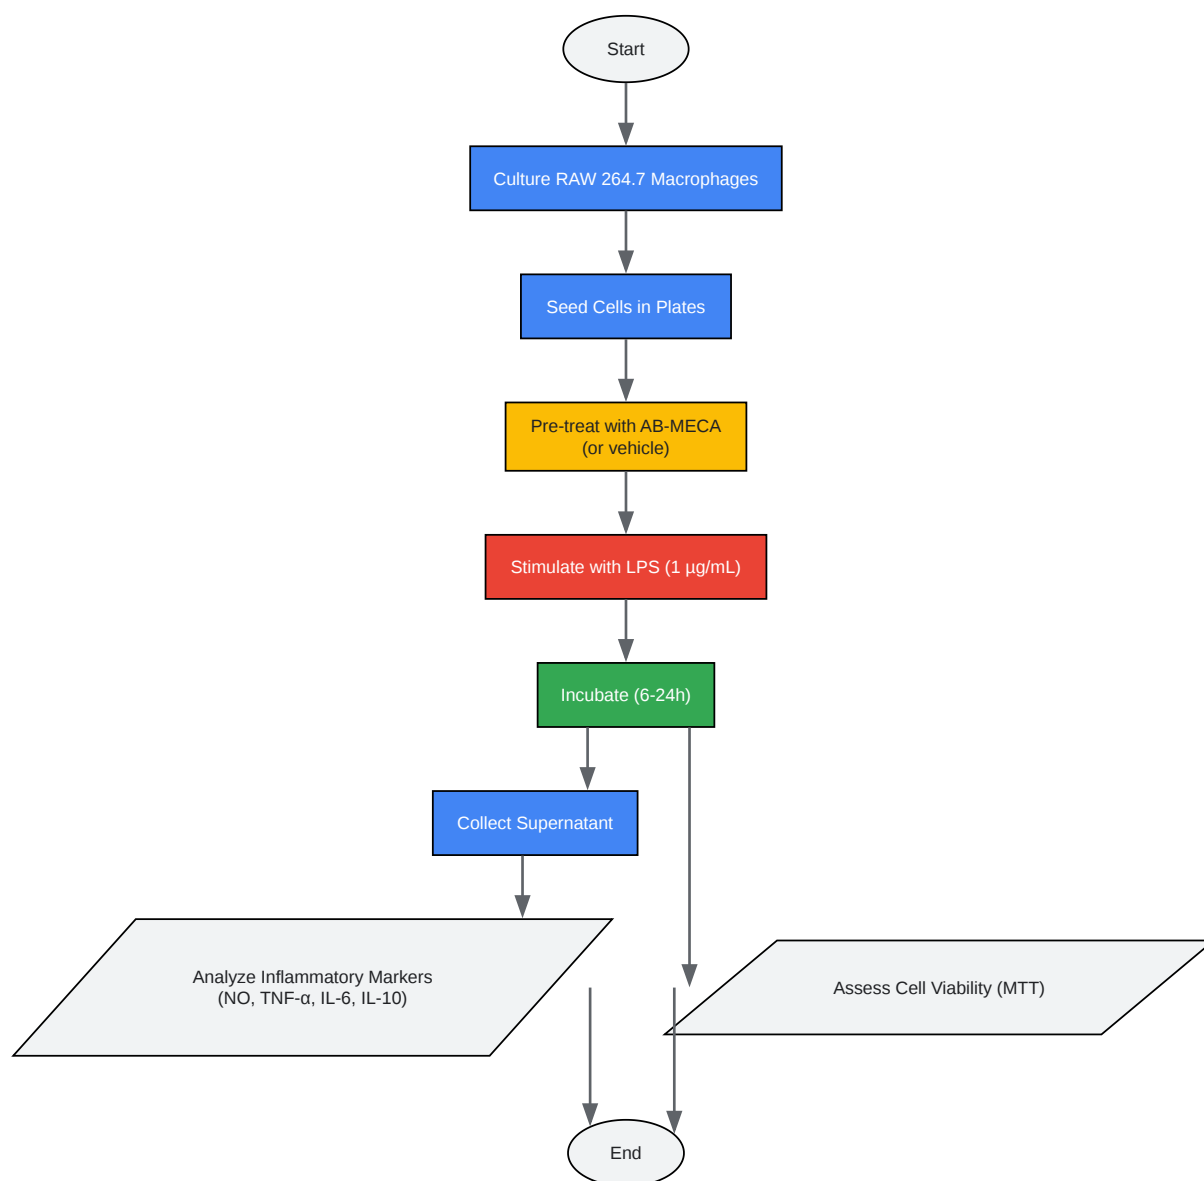 Start
Culture RAW 264.7 Macrophages
Seed Cells in Plates
Pre-treat with AB-MECA
(or vehicle)
Stimulate with LPS (1 µg/mL)
Incubate (6-24h)
Collect Supernatant
Analyze Inflammatory Markers
(NO, TNF-α, IL-6, IL-10)
Assess Cell Viability (MTT)
End